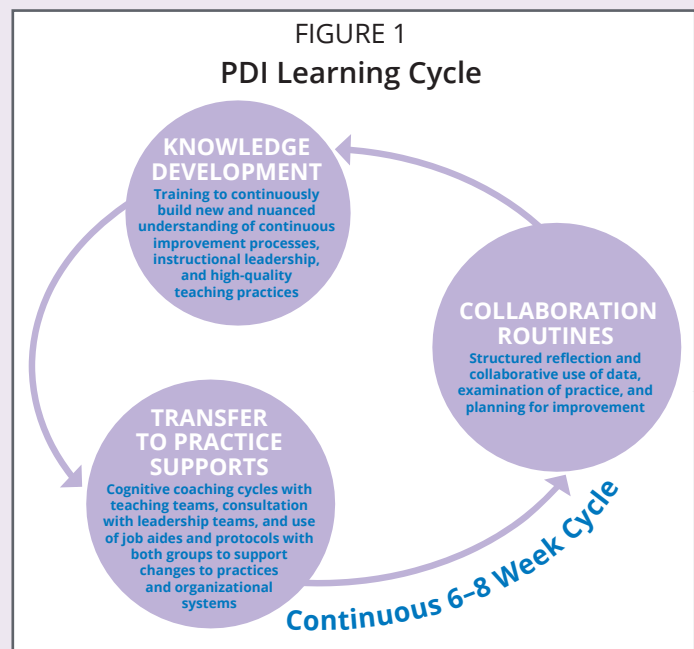 FIGURE 1
PDI Learning Cycle
KNOWLEDGE
DEVELOPMENT
Training to continuously
build new and nuanced
understanding of continuous
improvement processes,
instructional leadership,
and high-quality
teaching practices
TRANSFER
TO PRACTICE
SUPPORTS
Cognitive coaching cycles with
teaching teams, consultation
with leadership teams, and use
of job aides and protocols with
both groups to support
changes to practices
and organizational
systems
COLLABORATION
ROUTINES
Structured reflection and
collaborative use of data,
examination of practice, and
planning for improvement
Continuous 6–8 Week Cycle